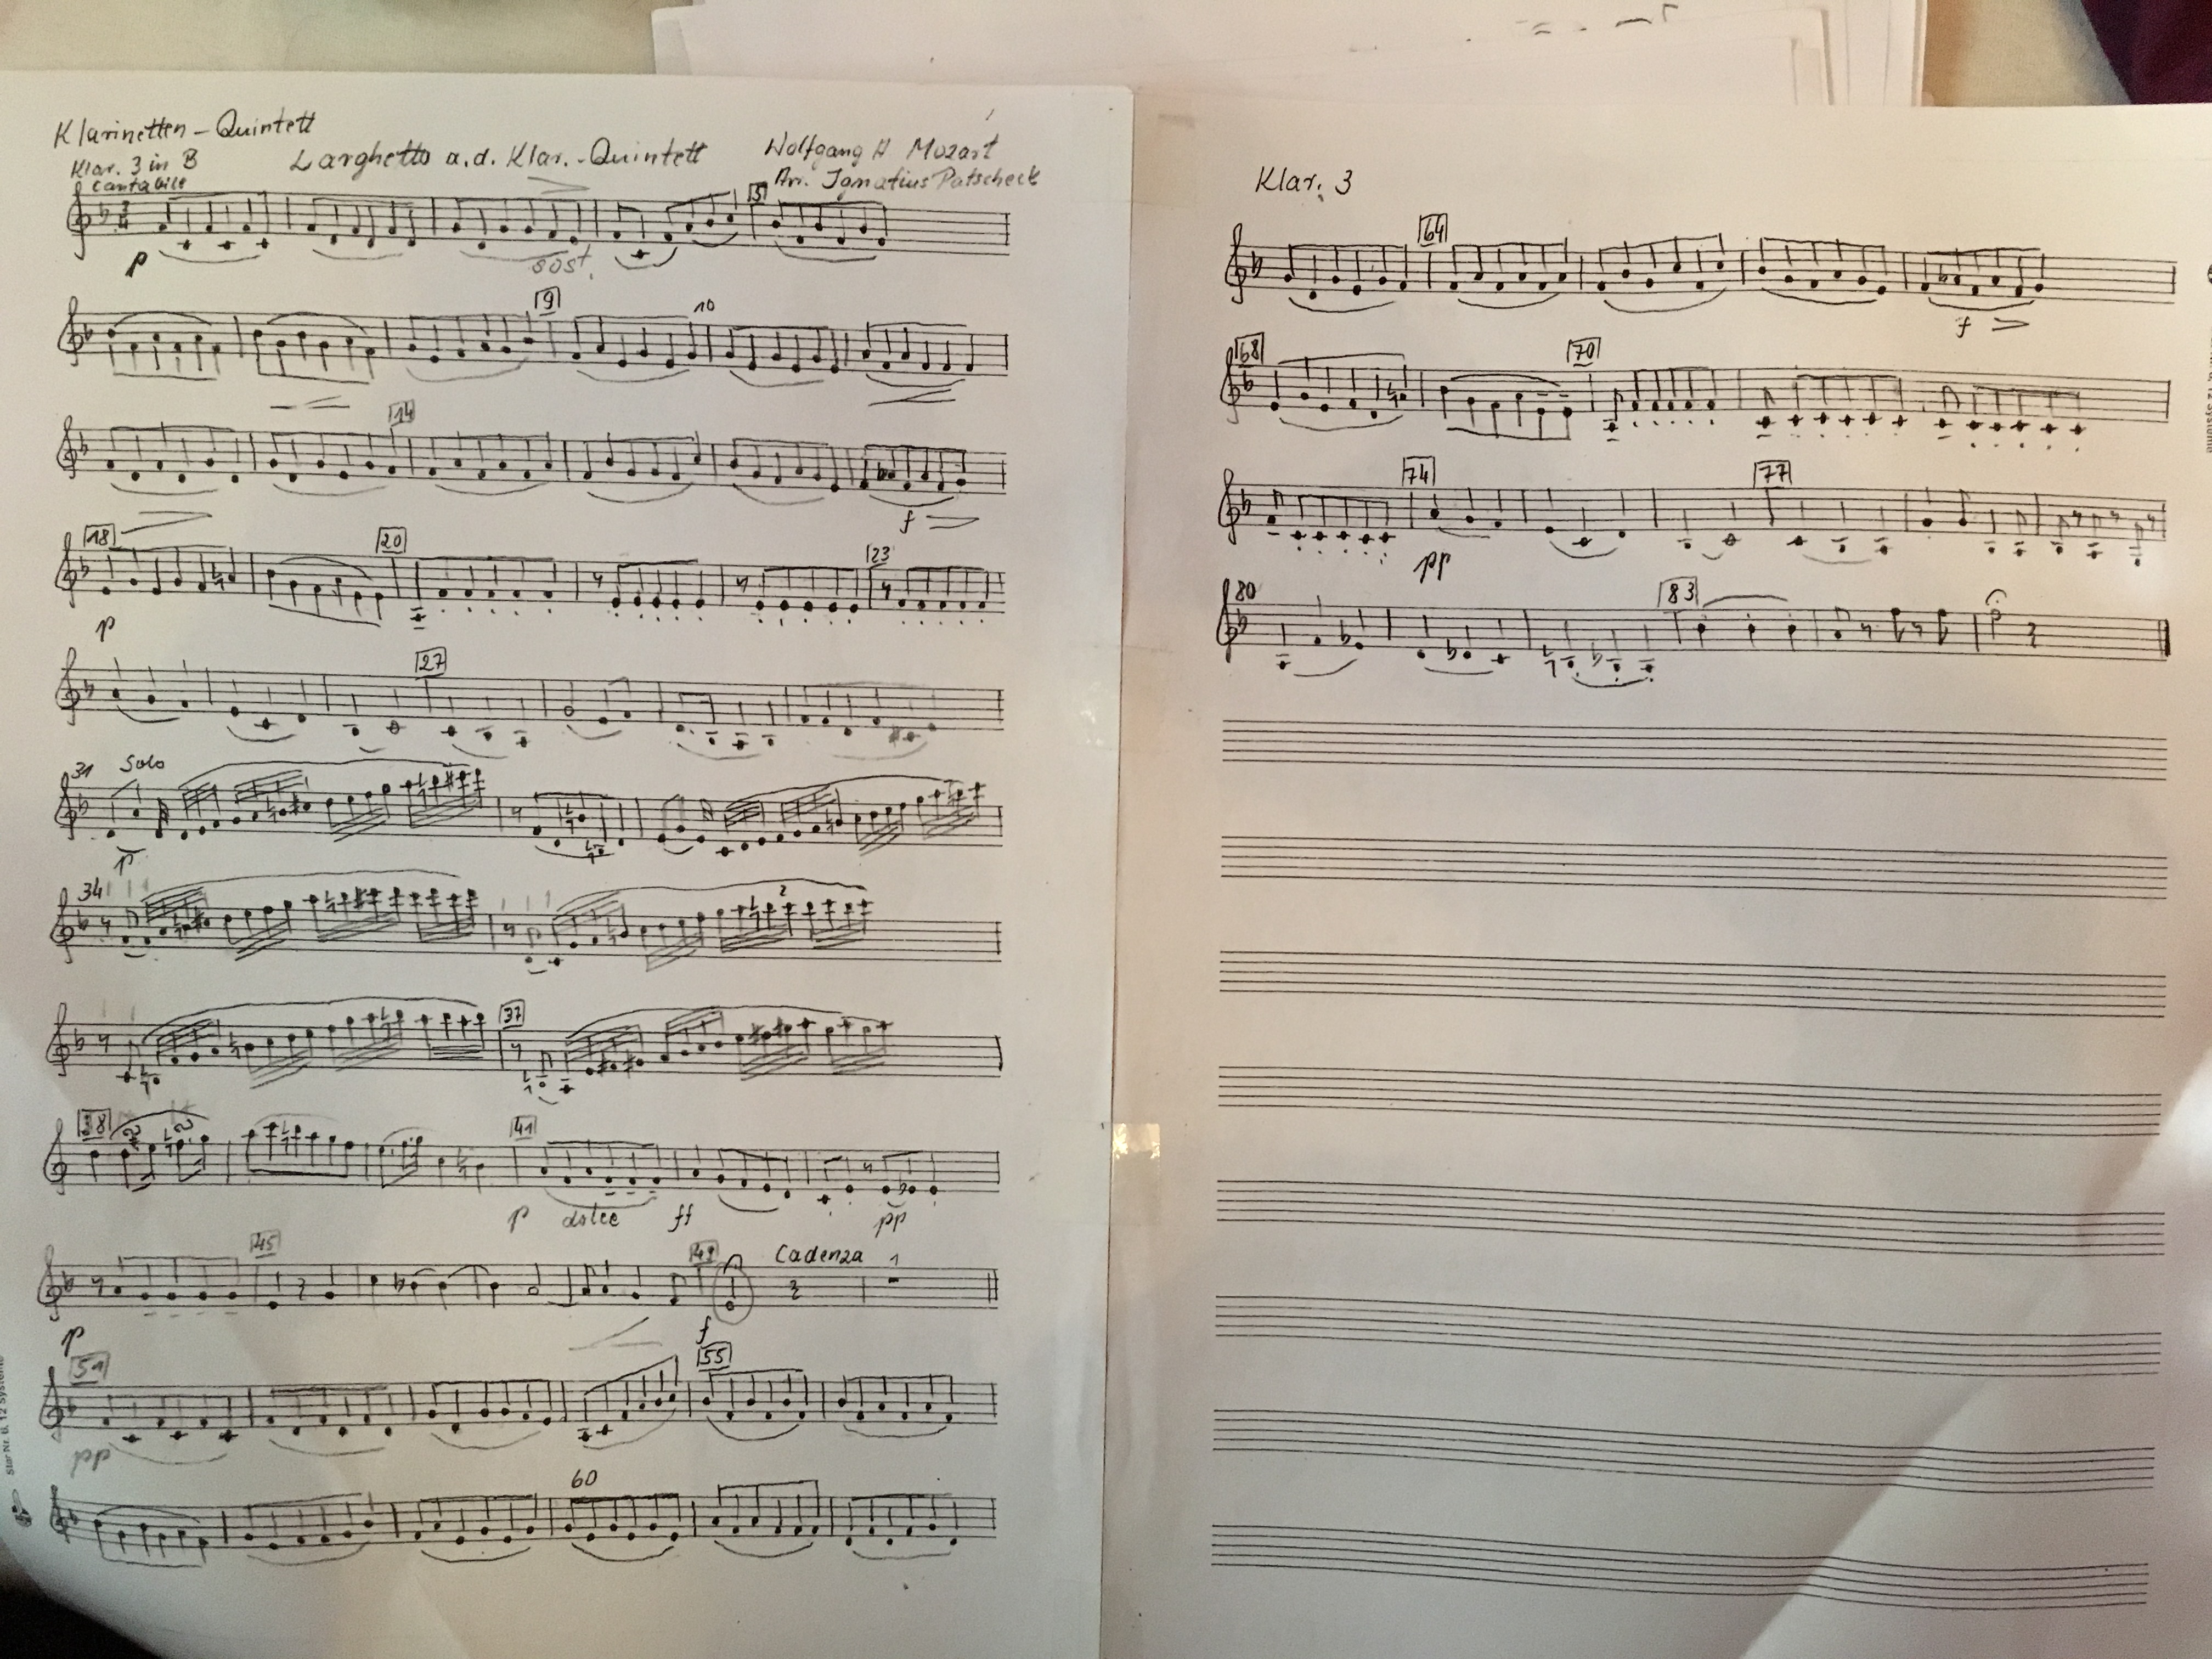 Klarinetten - Quintett
Klar. 3 in B
Larghetto a.d. Klar.-Quintett
Wolfgang A Mozart
Arr. Ignatius Patscheck
Cantabile
5
p
sost.
9
10
14
f
18
20
23
p
27
31 Solo
p
34
2
37
38
41
p dolce ff pp
45
49
Cadenza
1
p
f
51
55
pp
60
Klar. 3
64
f
68
70
74
77
pp
80
83